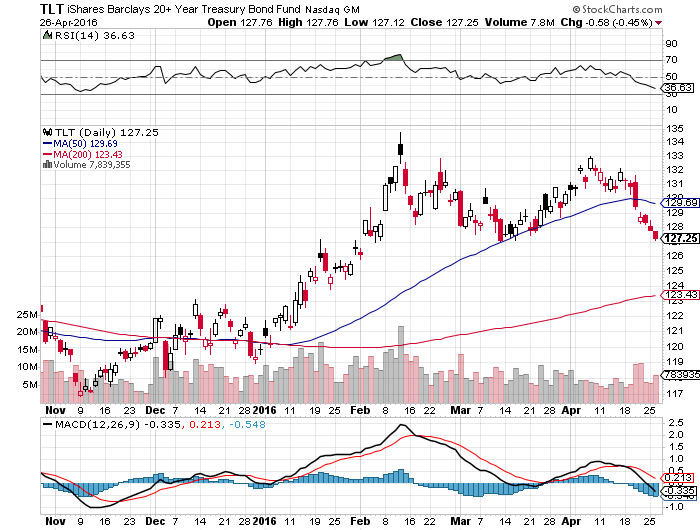 TLT iShares Barclays 20+ Year Treasury Bond Fund Nasdaq GM
© StockCharts.com
26-Apr-2016
Open 127.76 High 127.76 Low 127.12 Close 127.25 Volume 7.8M Chg -0.58 (-0.45%)
RSI(14) 36.63
90
70
50
36.63
30
10
TLT (Daily) 127.25
MA(50) 129.69
MA(200) 123.43
Volume 7,839,355
135
134
133
132
131
130
129.69
129
128
127.25
126
125
124
123.43
123
122
121
120
119
117
25M
20M
15M
10M
5M
7839355
Nov 9 16 23 Dec 7 14 21 28 2016 11 19 25 Feb 8 16 22 Mar 7 14 21 28 Apr 11 18 25
MACD(12,26,9) -0.335, 0.213, -0.548
2.5
2.0
1.5
1.0
0.5
0.213
-0.335
-1.0
Nov 9 16 23 Dec 7 14 21 28 2016 11 19 25 Feb 8 16 22 Mar 7 14 21 28 Apr 11 18 25